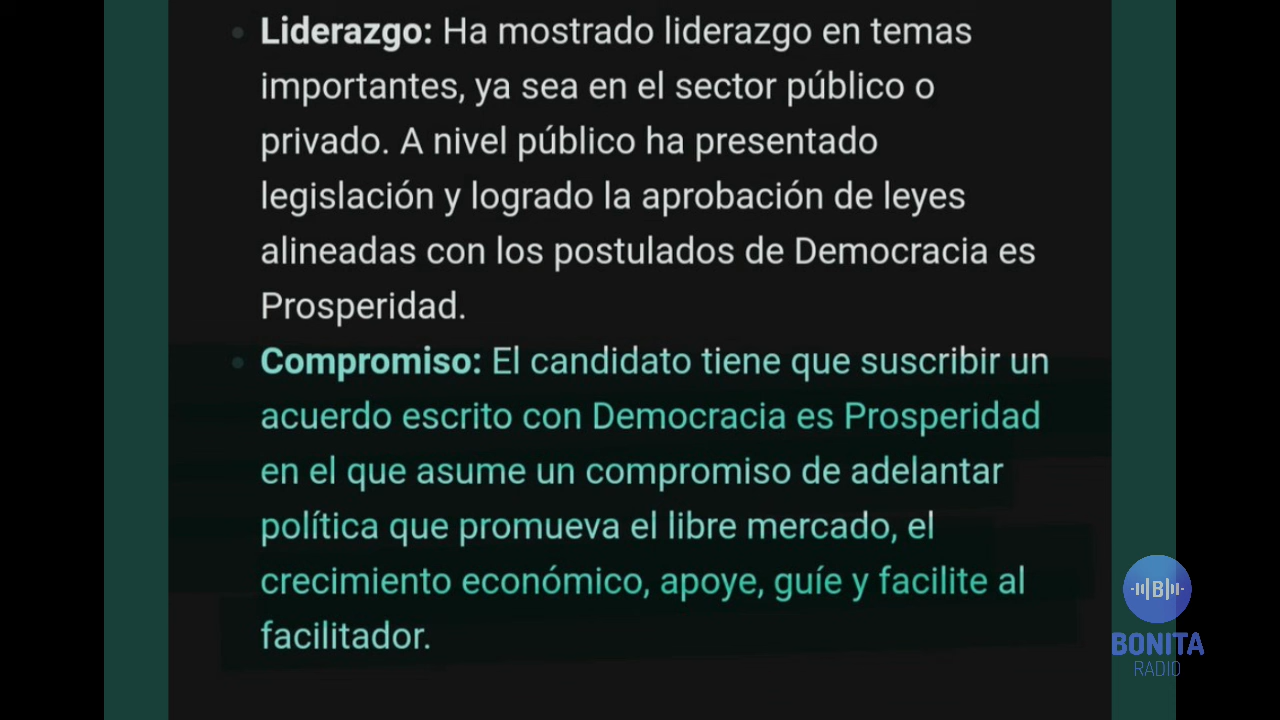 Liderazgo: Ha mostrado liderazgo en temas
importantes, ya sea en el sector público o
privado. A nivel público ha presentado
legislación y logrado la aprobación de leyes
alineadas con los postulados de Democracia es
Prosperidad.
Compromiso: El candidato tiene que suscribir un
acuerdo escrito con Democracia es Prosperidad
en el que asume un compromiso de adelantar
política que promueva el libre mercado, el
crecimiento económico, apoye, guíe y facilite al
facilitador.
B
BONITA
RADIO